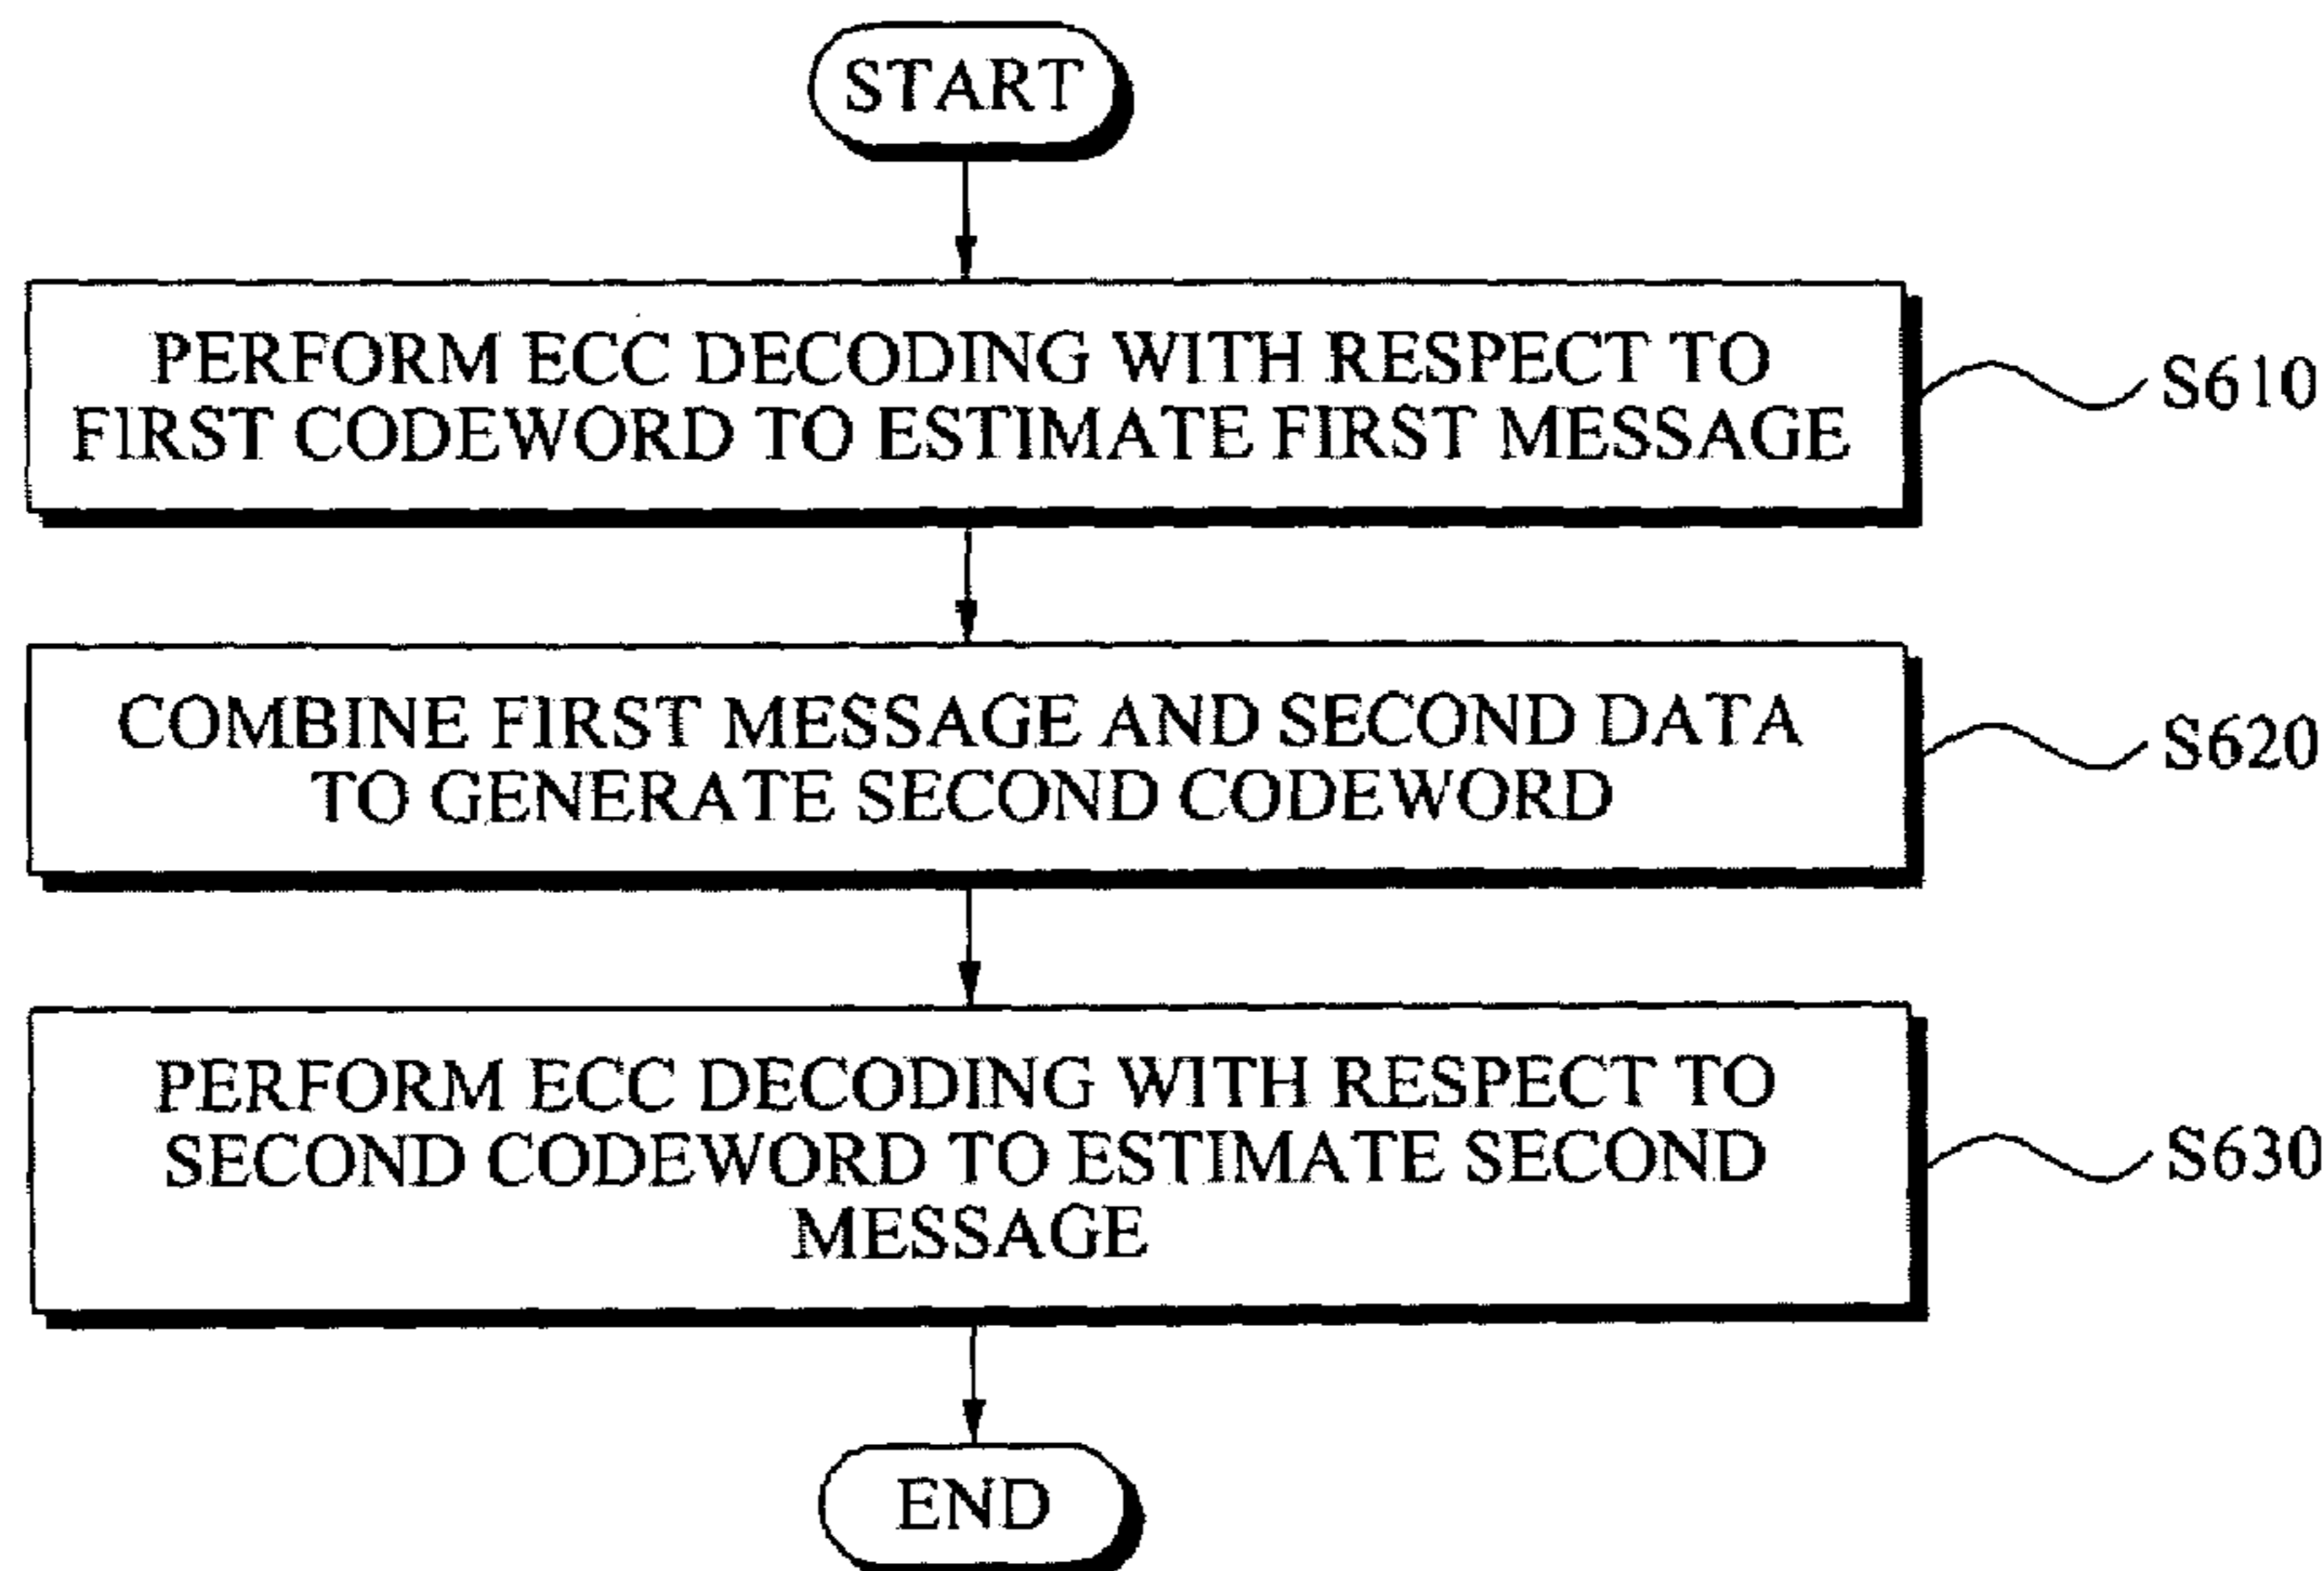 START
PERFORM ECC DECODING WITH RESPECT TO
FIRST CODEWORD TO ESTIMATE FIRST MESSAGE
S610
COMBINE FIRST MESSAGE AND SECOND DATA
TO GENERATE SECOND CODEWORD
S620
PERFORM ECC DECODING WITH RESPECT TO
SECOND CODEWORD TO ESTIMATE SECOND
MESSAGE
S630
END